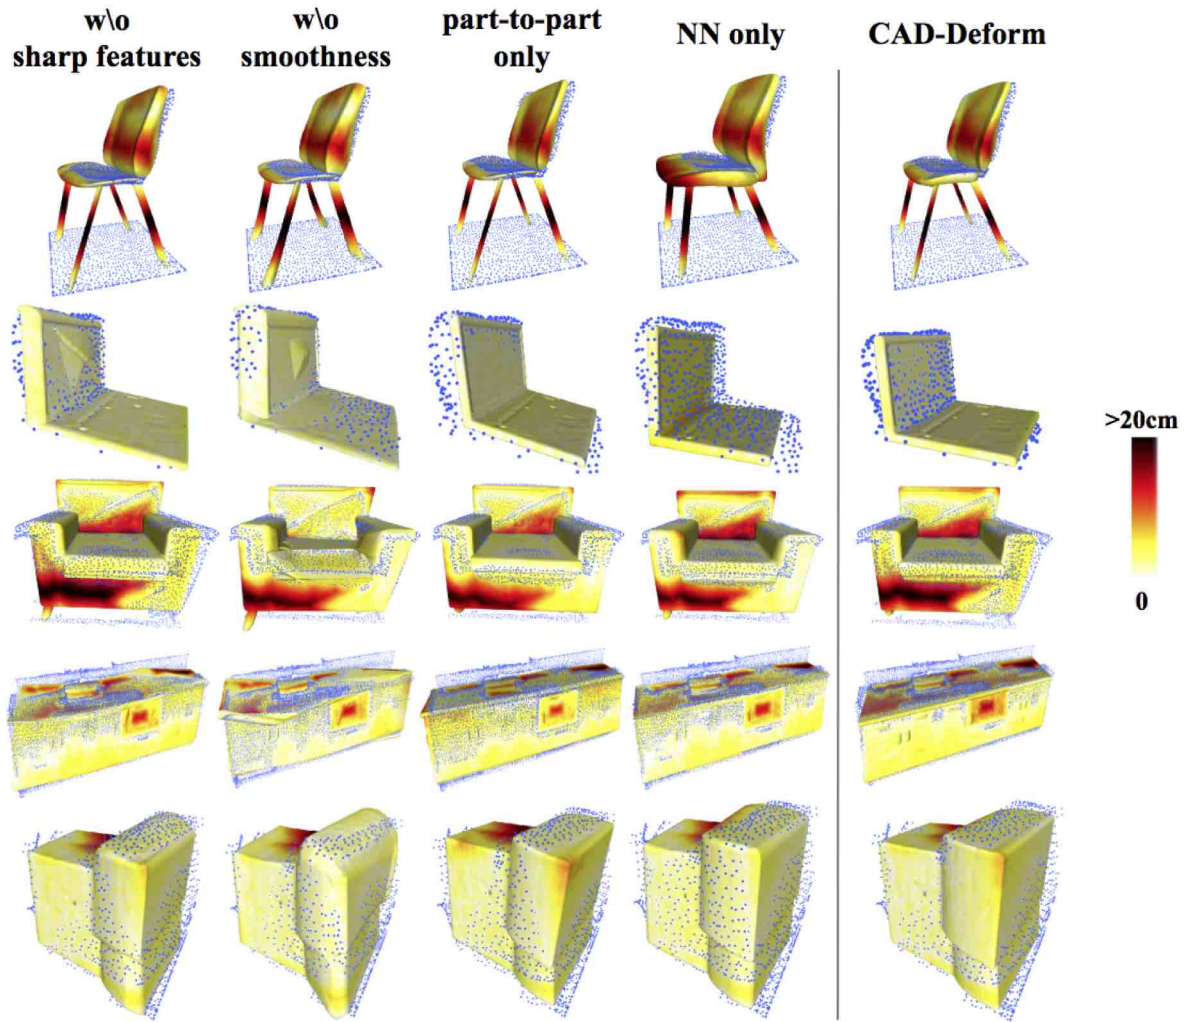 w\o
sharp features
w\o
smoothness
part-to-part
only
NN only
CAD-Deform
>20cm
0